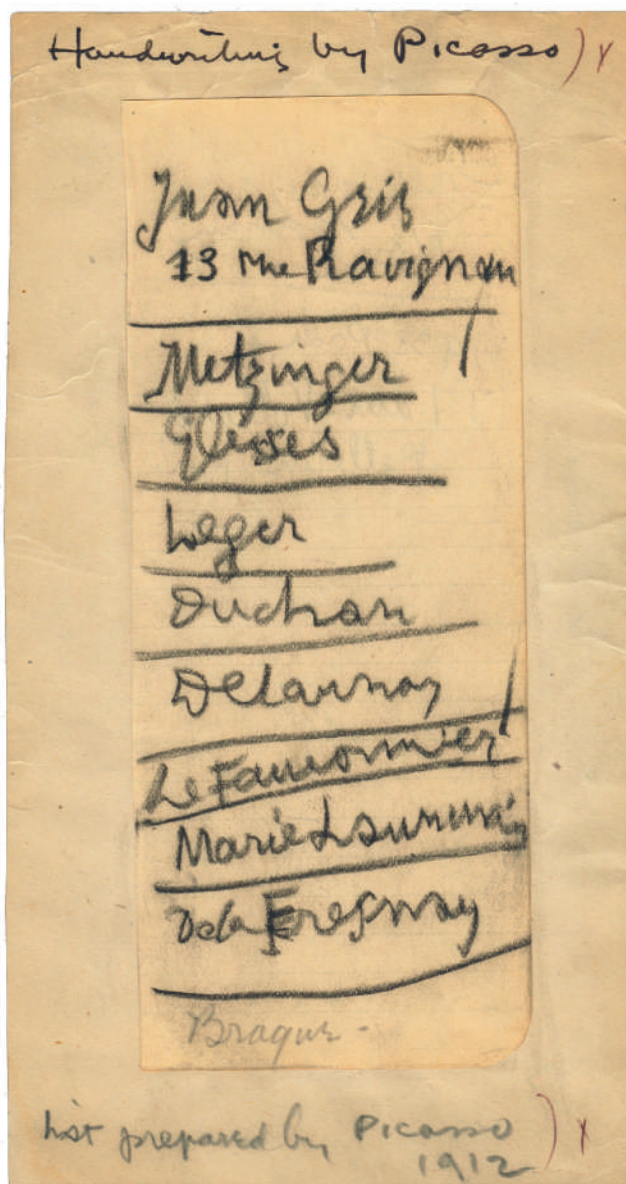 Handwriting by Picasso) x
Juan Gris
13 rue Ravignan
Metzinger
Gleizes
Leger
Duchan
Delaunay
Le Fauconnier
Marie Laurencin
De la Fresnay
Braque -
List prepared by Picasso ) x
1912